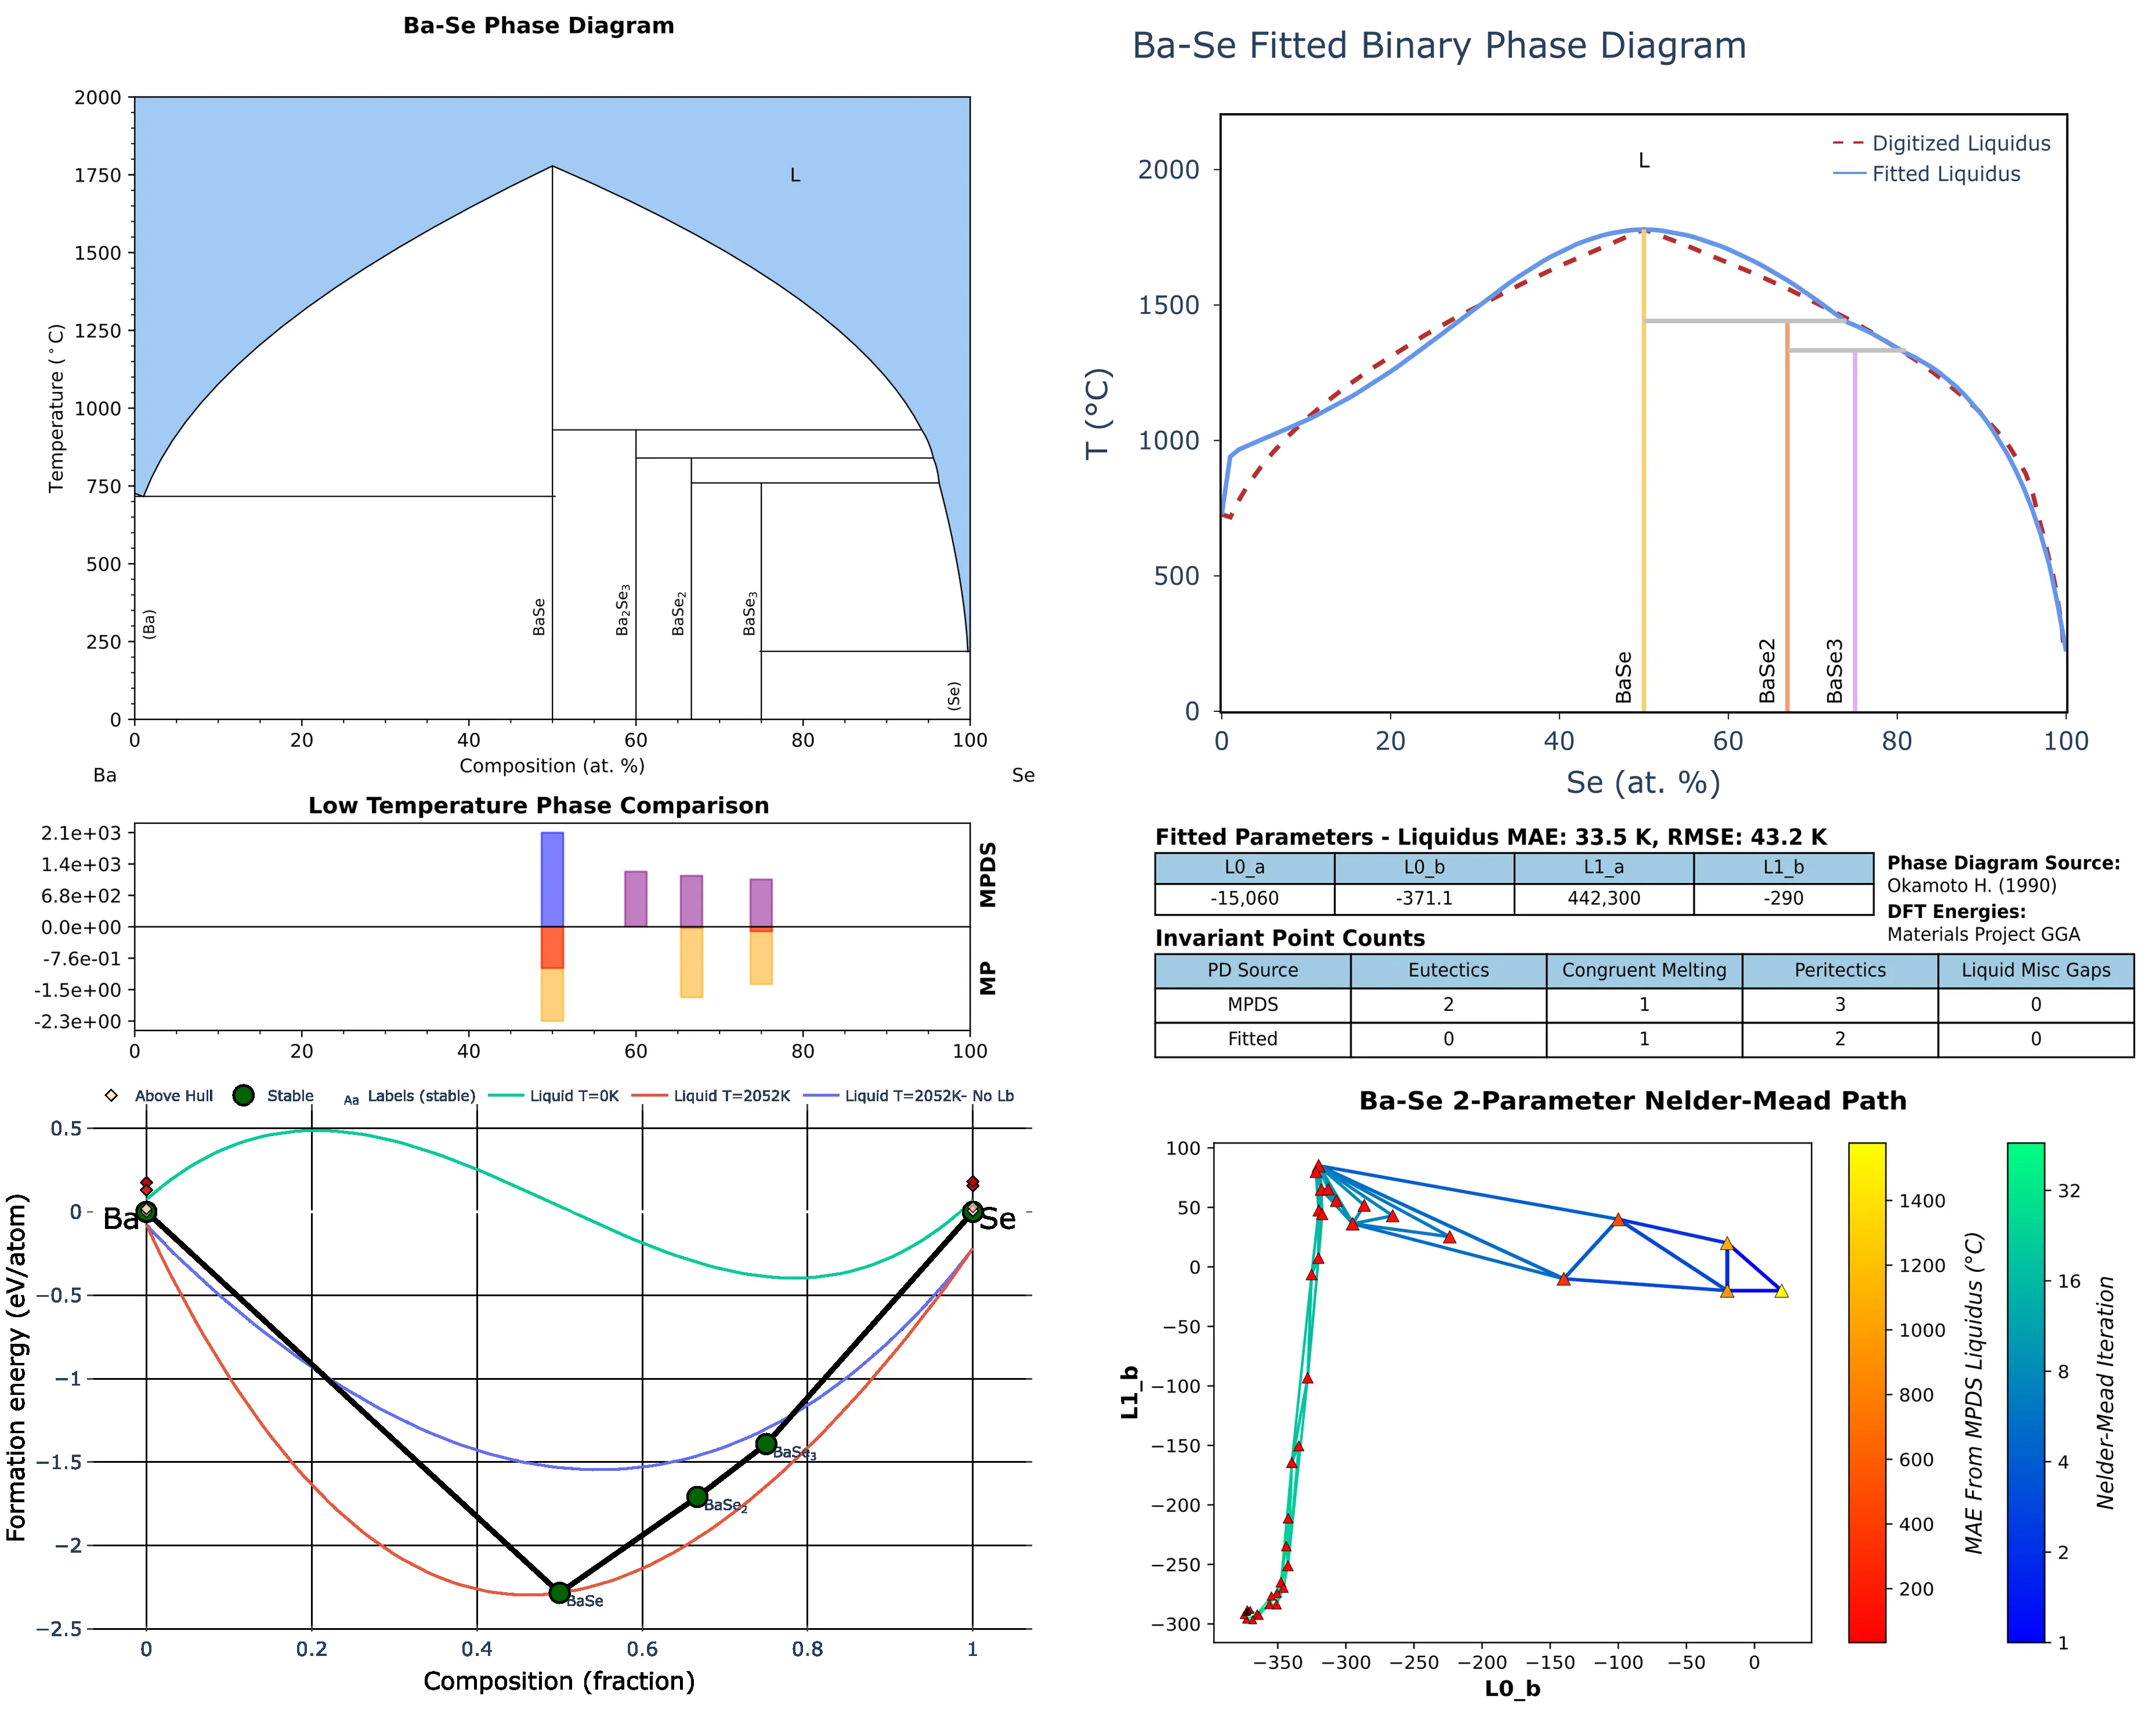 Ba-Se Phase Diagram
2000
1750
1500
1250
1000
750
500
250
0
Temperature (°C)
L
(Ba)
BaSe
Ba2Se3
BaSe2
BaSe3
(Se)
0 20 40 60 80 100
Composition (at. %)
Ba Se
Ba-Se Fitted Binary Phase Diagram
Digitized Liquidus
Fitted Liquidus
L
2000
1500
1000
500
0
T (°C)
BaSe
BaSe2
BaSe3
0 20 40 60 80 100
Se (at. %)
Low Temperature Phase Comparison
2.1e+03
1.4e+03
6.8e+02
0.0e+00
-7.6e-01
-1.5e+00
-2.3e+00
MPDS
MP
0 20 40 60 80 100
Fitted Parameters - Liquidus MAE: 33.5 K, RMSE: 43.2 K
L0_a L0_b L1_a L1_b
-15,060 -371.1 442,300 -290
Phase Diagram Source:
Okamoto H. (1990)
DFT Energies:
Materials Project GGA
Invariant Point Counts
PD Source Eutectics Congruent Melting Peritectics Liquid Misc Gaps
MPDS 2 1 3 0
Fitted 0 1 2 0
Above Hull Stable Aa Labels (stable) Liquid T=0K Liquid T=2052K Liquid T=2052K- No Lb
0.5
0
−0.5
−1
−1.5
−2
−2.5
Formation energy (eV/atom)
Ba
Se
BaSe3
BaSe2
BaSe
0 0.2 0.4 0.6 0.8 1
Composition (fraction)
Ba-Se 2-Parameter Nelder-Mead Path
100
50
0
−50
−100
−150
−200
−250
−300
L1_b
−350 −300 −250 −200 −150 −100 −50 0
L0_b
1400
1200
1000
800
600
400
200
MAE From MPDS Liquidus (°C)
32
16
8
4
2
1
Nelder-Mead Iteration